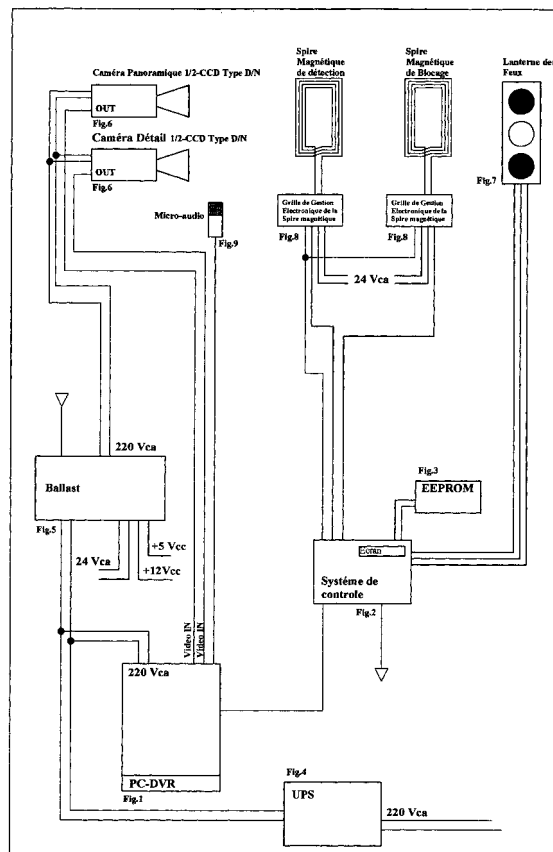 Caméra Panoramique 1/2-CCD Type D/N
OUT
Fig.6
Caméra Détail 1/2-CCD Type D/N
OUT
Fig.6
Micro-audio
Fig.9
Spire
Magnétique
de détection
Spire
Magnétique
de Blocage
Lanterne des
Feux
Fig.7
Grille de Gestion
Electronique de la
Spire magnétique
Fig.8
Grille de Gestion
Electronique de la
Spire magnétique
Fig.8
24 Vca
220 Vca
Ballast
Fig.5
24 Vca
+5 Vcc
+12Vcc
Fig.3
EEPROM
Ecran
Systéme de
controle
Fig.2
Video IN
Video IN
220 Vca
PC-DVR
Fig.1
Fig.4
UPS
220 Vca